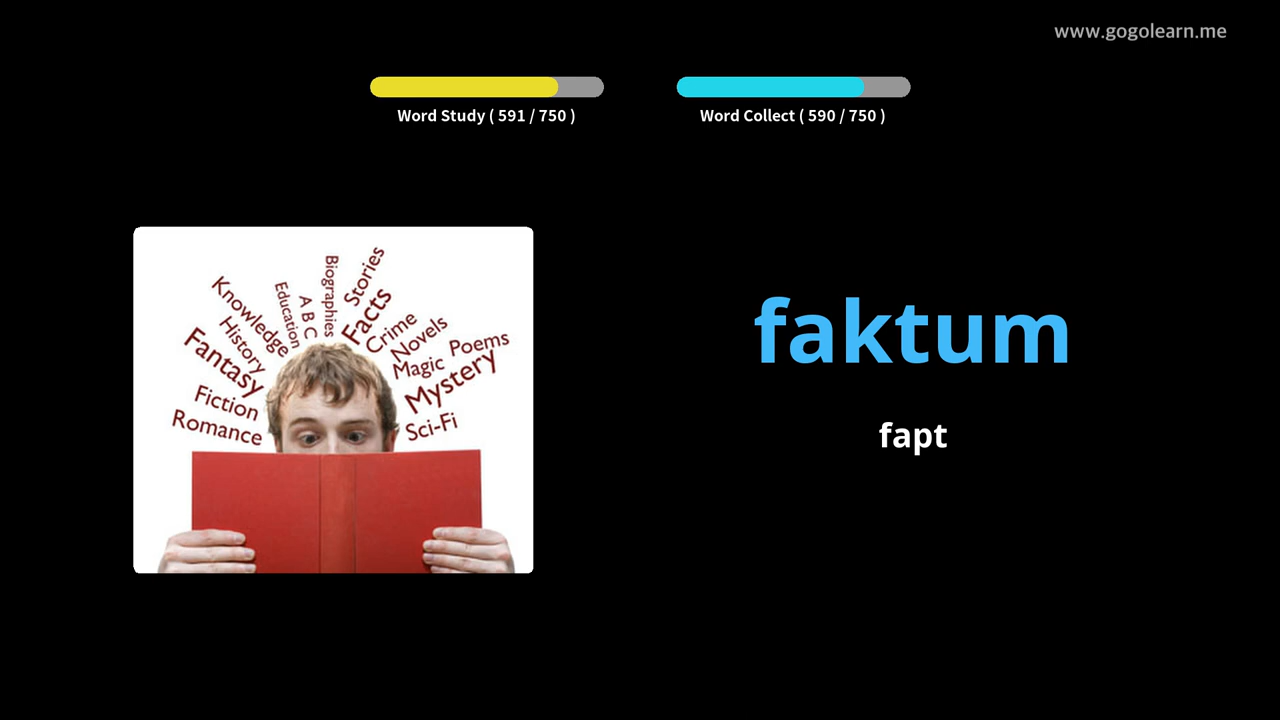 www.gogolearn.me
Word Study ( 591 / 750 )
Word Collect ( 590 / 750 )
Biographies
Stories
Education
A B C
Facts
Knowledge
Crime
History
Novels
Poems
Fantasy
Magic
Mystery
Fiction
Romance
Sci-Fi
faktum
fapt